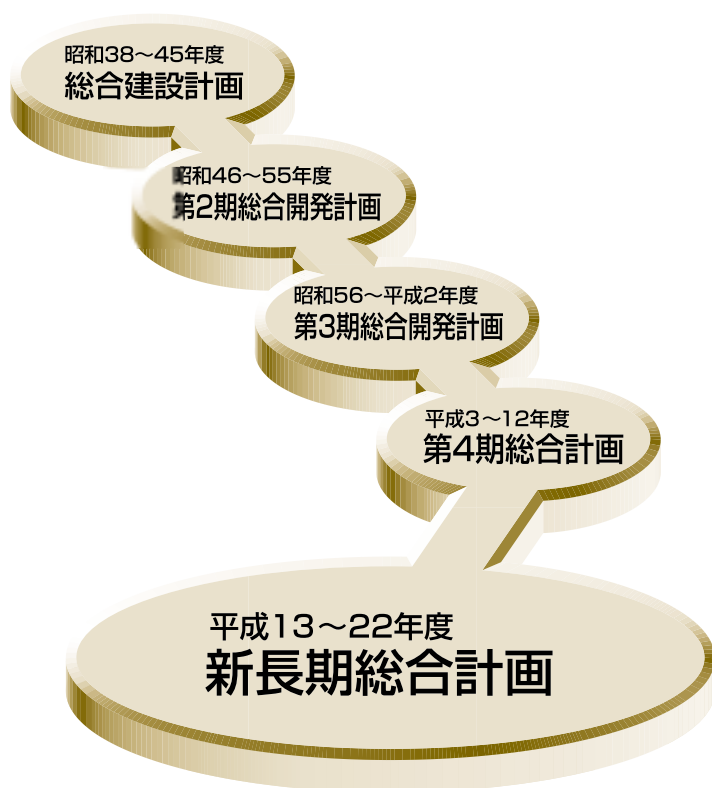 昭和38～45年度
総合建設計画
昭和46～55年度
第2期総合開発計画
昭和56～平成2年度
第3期総合開発計画
平成3～12年度
第4期総合計画
平成13～22年度
新長期総合計画